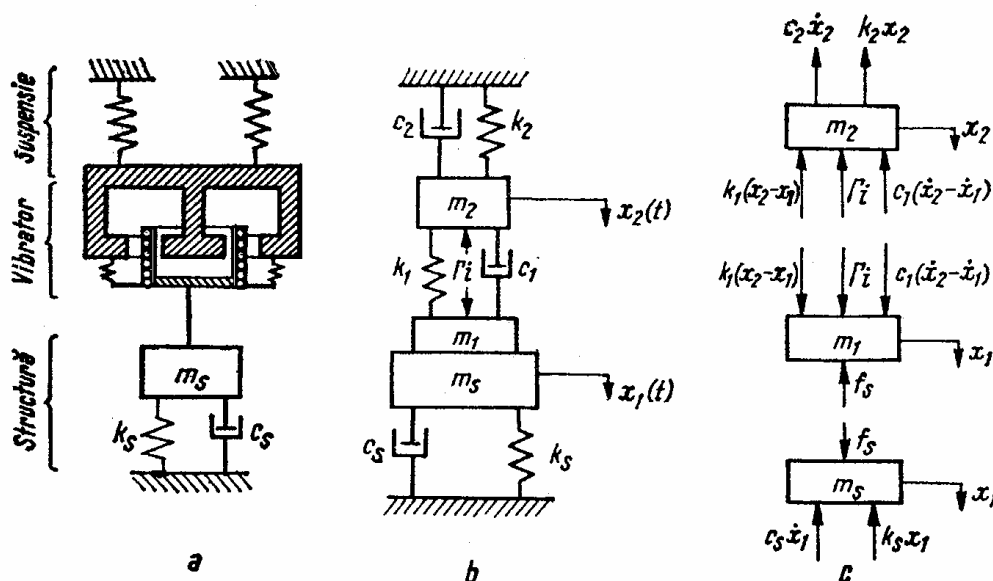 Suspensie
Vibrator
Structură
m_s
k_s
c_s
a
c_2
k_2
m_2
x_2(t)
k_1
Γi
c_1
m_1
m_s
x_1(t)
c_s
k_s
b
c_2ẋ_2
k_2x_2
m_2
x_2
k_1(x_2-x_1)
Γi
c_1(ẋ_2-ẋ_1)
k_1(x_2-x_1)
Γi
c_1(ẋ_2-ẋ_1)
m_1
x_1
f_s
f_s
m_s
x_1
c_sẋ_1
k_sx_1
c